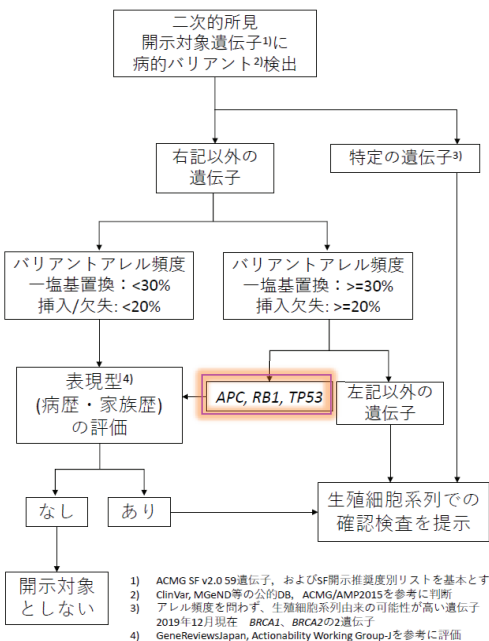 二次的所見
開示対象遺伝子1)に
病的バリアント2)検出
右記以外の
遺伝子
特定の遺伝子3)
バリアントアレル頻度
一塩基置換:<30%
挿入/欠失: <20%
バリアントアレル頻度
一塩基置換:>=30%
挿入/欠失: >=20%
表現型4)
(病歴・家族歴)
の評価
APC, RB1, TP53
左記以外の
遺伝子
なし
あり
生殖細胞系列での
確認検査を提示
開示対象
としない
1) ACMG SF v2.0 59遺伝子，およびSF開示推奨度別リストを基本とす
2) ClinVar, MGeND等の公的DB、ACMG/AMP2015を参考に判断
3) アレル頻度を問わず、生殖細胞系列由来の可能性が高い遺伝子
2019年12月現在 BRCA1、BRCA2の2遺伝子
4) GeneReviewsJapan, Actionability Working Group-Jを参考に評価